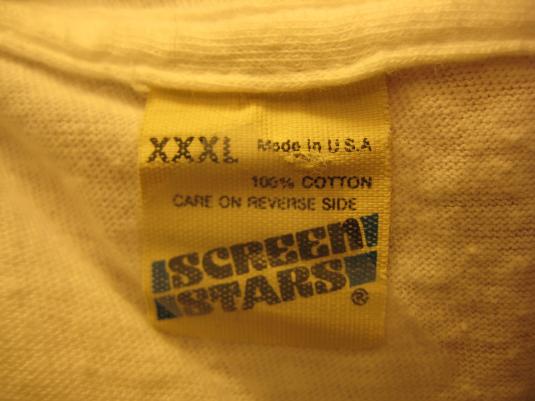 XXXL Made in U.S.A
100% COTTON
CARE ON REVERSE SIDE
SCREEN
STARS ®